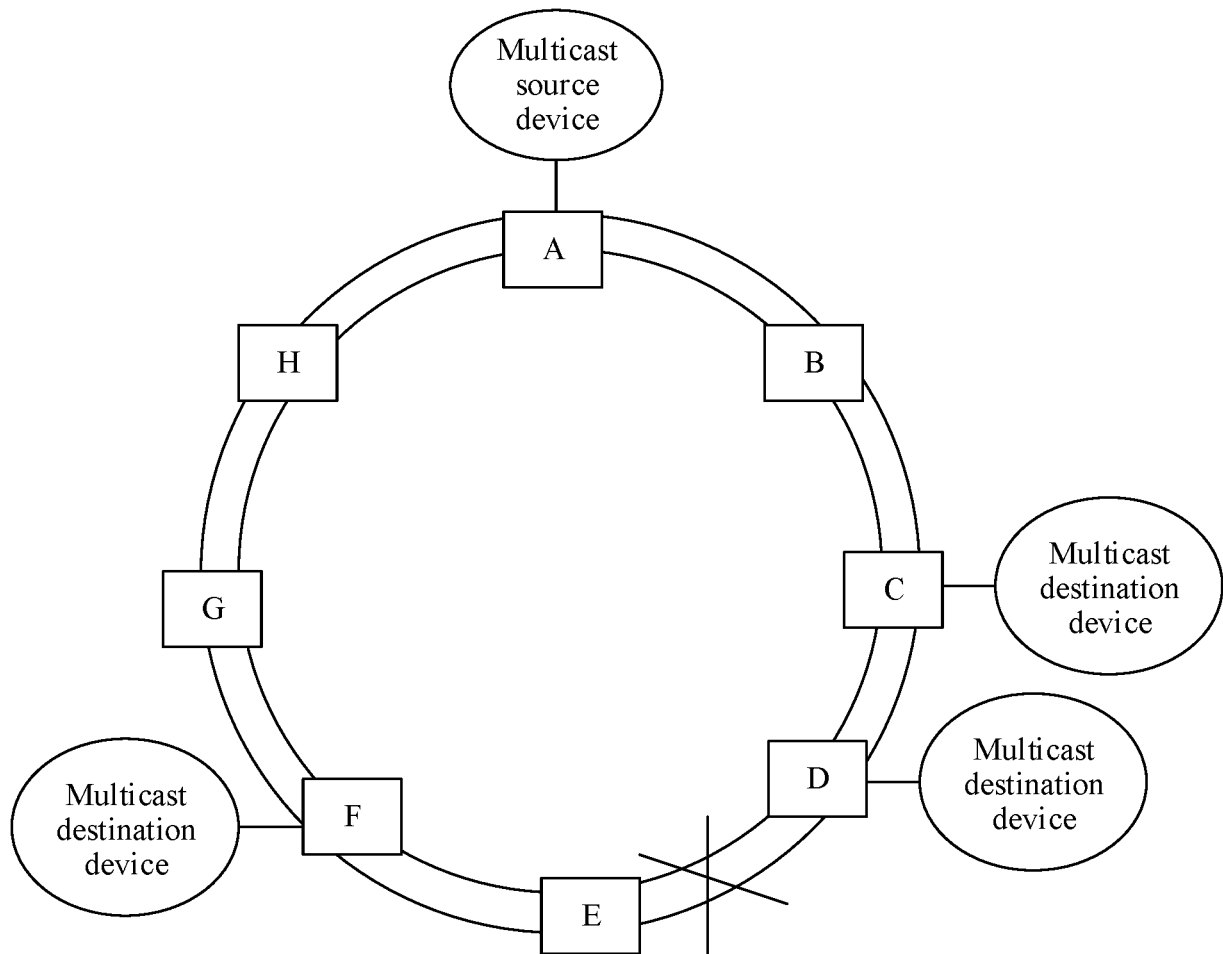 Multicast
source
device
A
H
B
C
Multicast
destination
device
G
D
Multicast
destination
device
Multicast
destination
device
F
E